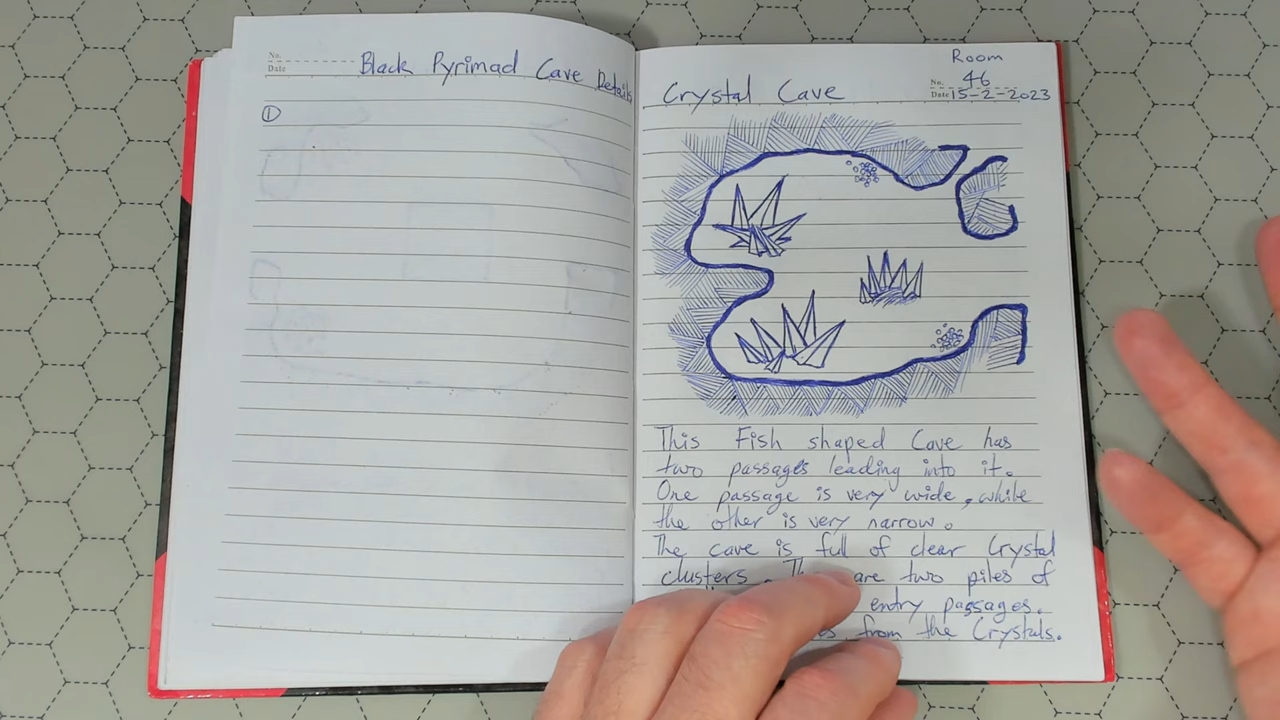 No.
Date
Black Pyrimad Cave Details
①
Room
No. 46
Date 15-2-2023
Crystal Cave
This Fish shaped Cave has
two passages leading into it.
One passage is very wide, while
the other is very narrow.
The cave is full of clear Crystal
clusters. are two piles of
entry passages.
from the Crystals.